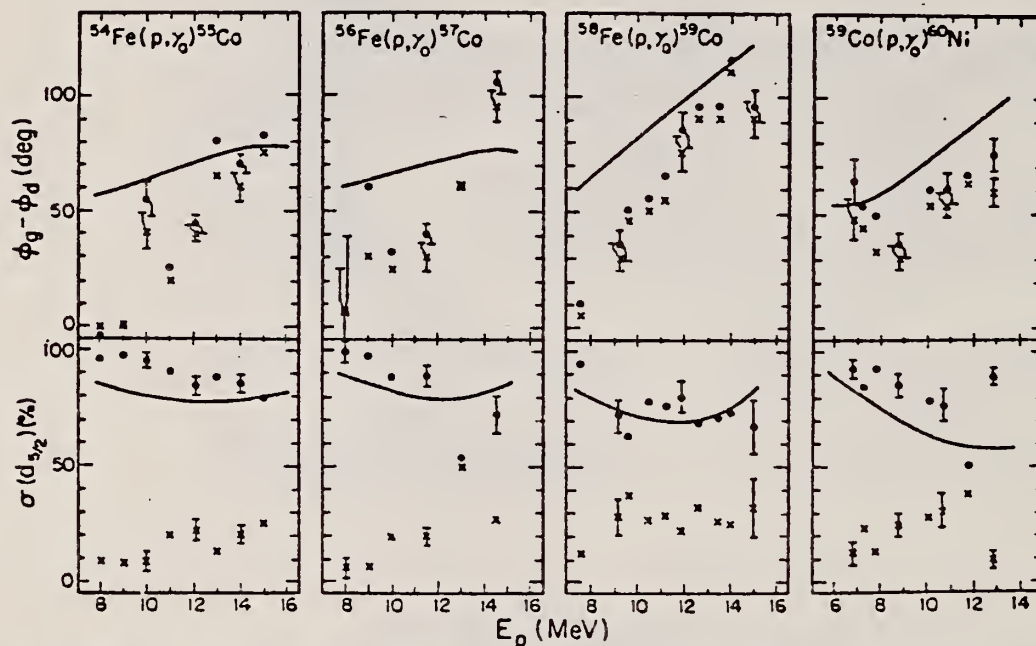 ⁵⁴Fe(p,γ₀)⁵⁵Co
⁵⁶Fe(p,γ₀)⁵⁷Co
⁵⁸Fe(p,γ₀)⁵⁹Co
⁵⁹Co(p,γ₀)⁶⁰Ni
ϕg − ϕd (deg)
100
50
0
σ(d5/2)(%)
100
50
0
8 10 12 14 16
8 10 12 14 16
8 10 12 14 16
6 8 10 12 14
Ep (MeV)